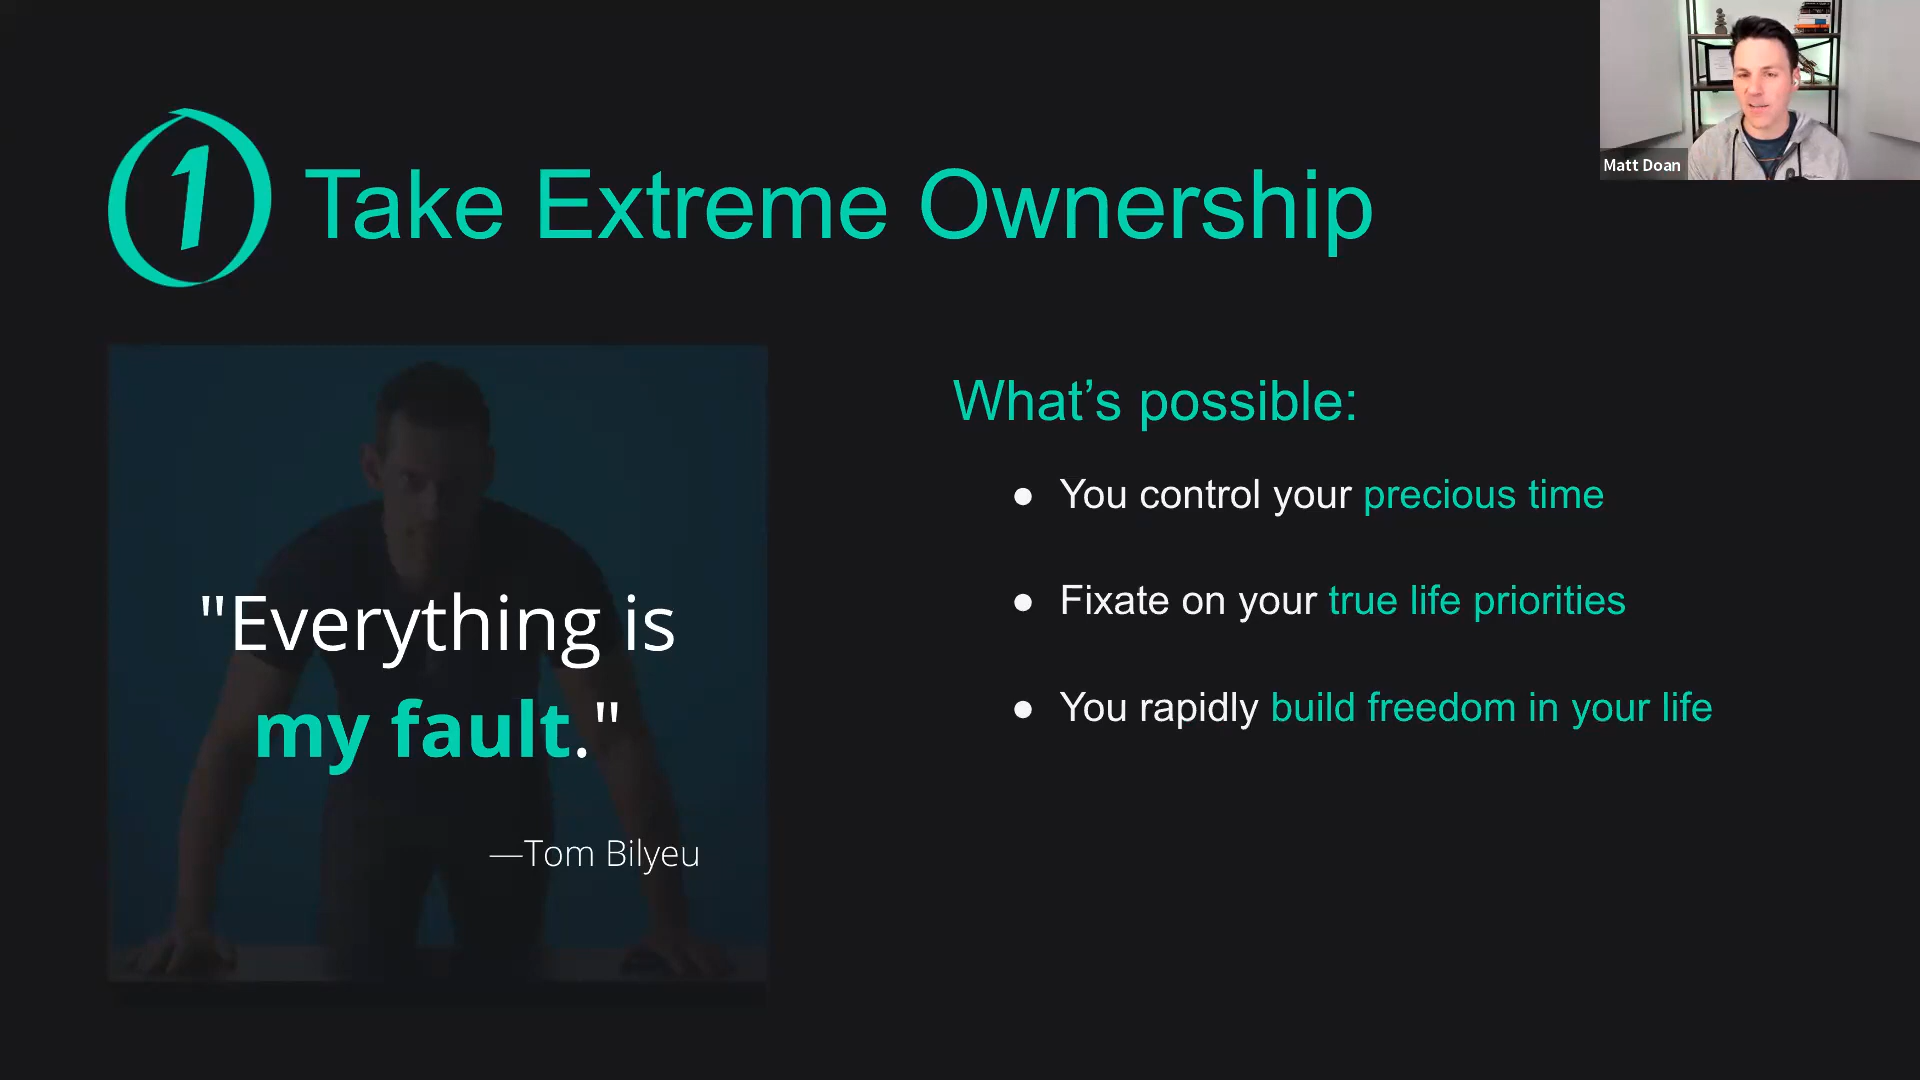 1 Take Extreme Ownership
Matt Doan
"Everything is
my fault."
—Tom Bilyeu
What’s possible:
● You control your precious time
● Fixate on your true life priorities
● You rapidly build freedom in your life